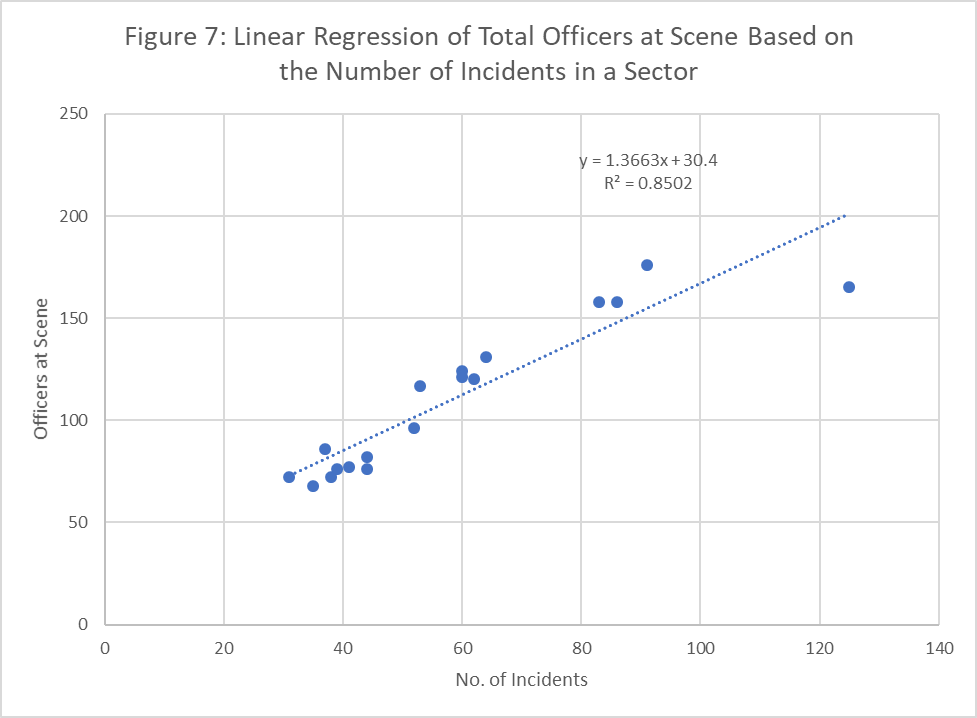 Figure 7: Linear Regression of Total Officers at Scene Based on
the Number of Incidents in a Sector
y = 1.3663x + 30.4
R² = 0.8502
Officers at Scene
250
200
150
100
50
0
0 20 40 60 80 100 120 140
No. of Incidents